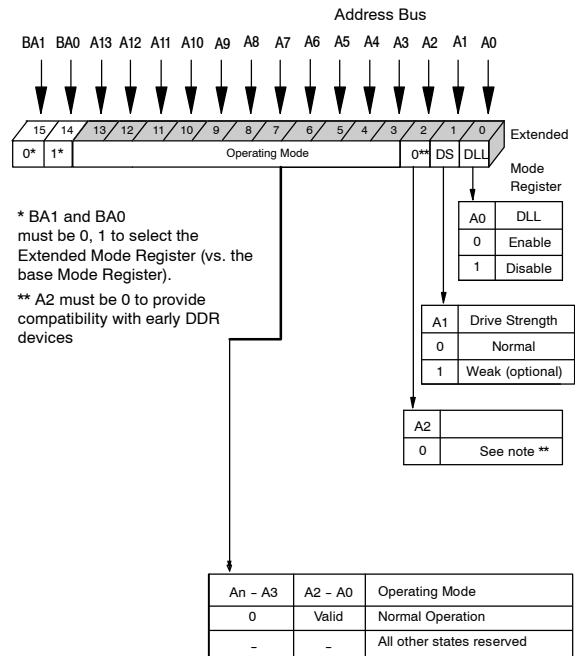 Address Bus
BA1 BA0 A13 A12 A11 A10 A9 A8 A7 A6 A5 A4 A3 A2 A1 A0
15 14 13 12 11 10 9 8 7 6 5 4 3 2 1 0
Extended
Mode
Register
0* 1* Operating Mode 0** DS DLL
* BA1 and BA0
must be 0, 1 to select the
Extended Mode Register (vs. the
base Mode Register).
** A2 must be 0 to provide
compatibility with early DDR
devices
A0 DLL
0 Enable
1 Disable
A1 Drive Strength
0 Normal
1 Weak (optional)
A2
0 See note **
An - A3 A2 - A0 Operating Mode
0 Valid Normal Operation
- - All other states reserved